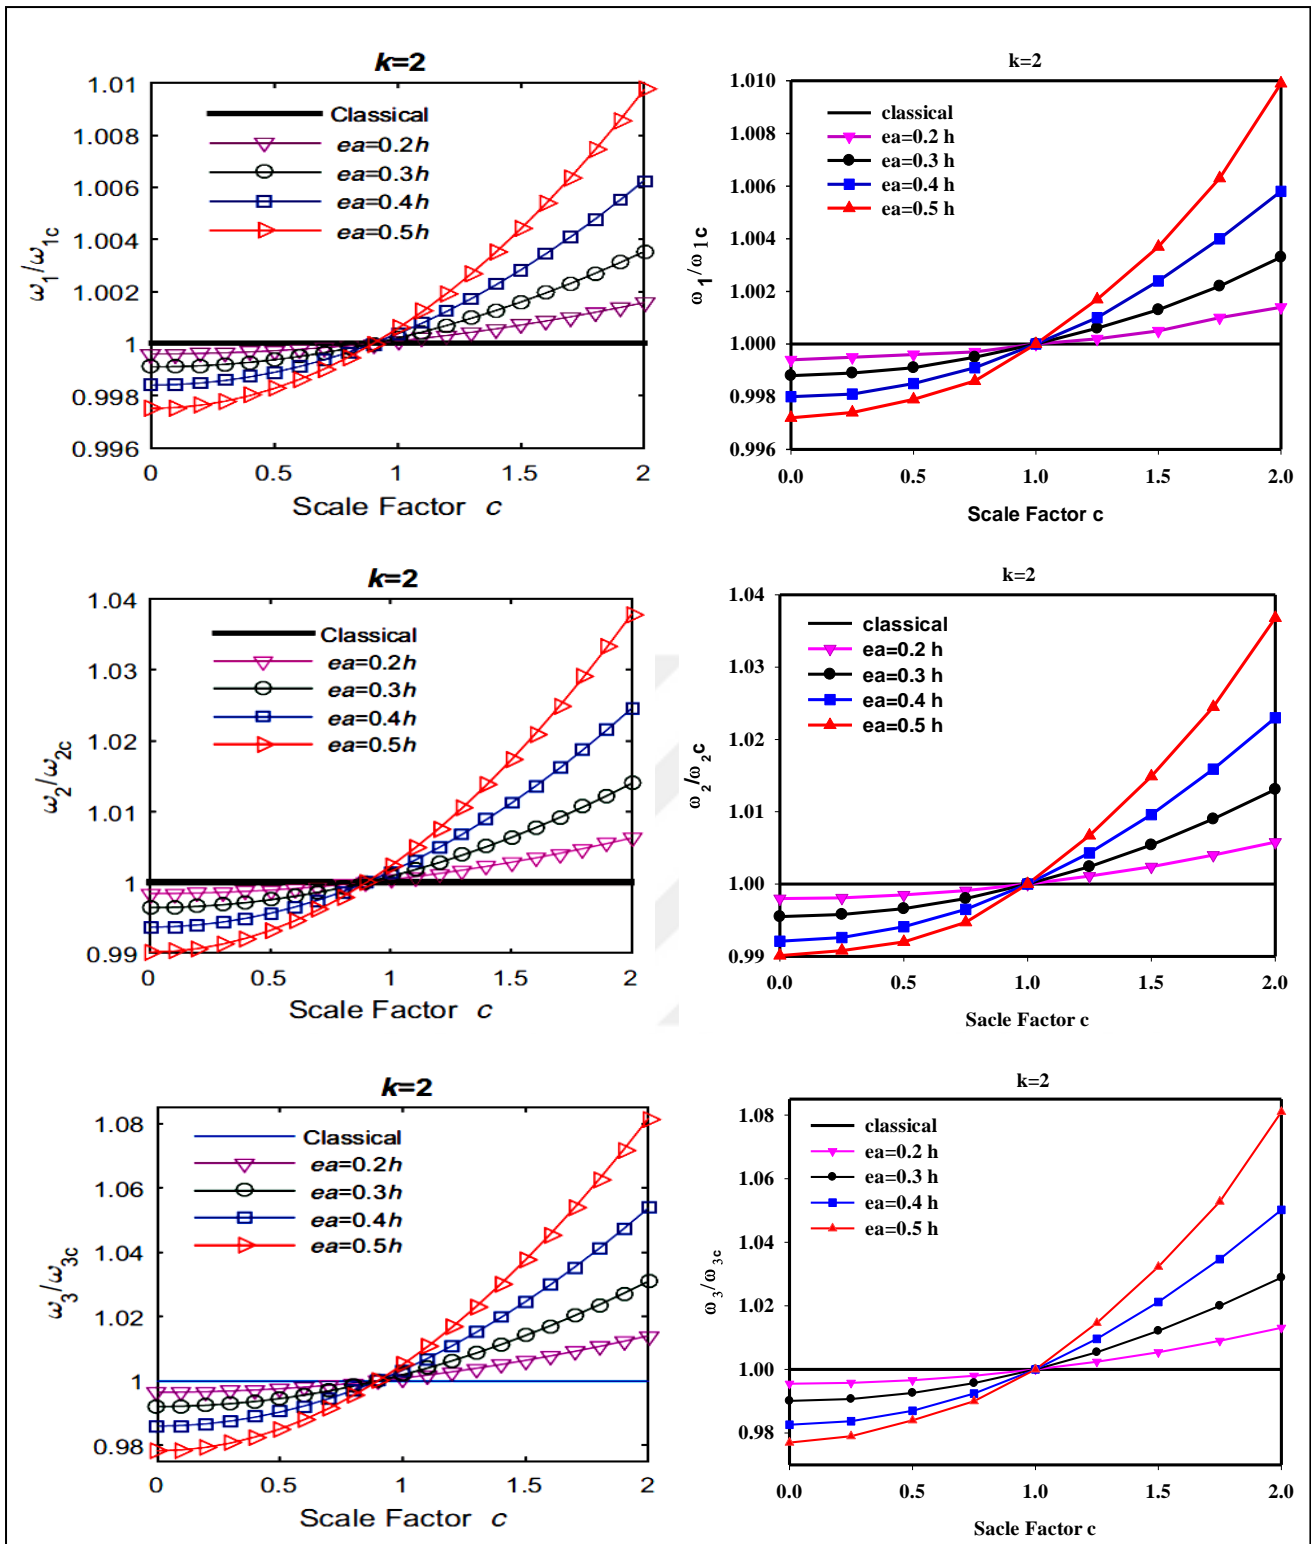 k=2
1.01
1.008
1.006
1.004
1.002
1
0.998
0.996
ω1/ω1c
Classical
ea=0.2h
ea=0.3h
ea=0.4h
ea=0.5h
0 0.5 1 1.5 2
Scale Factor c
k=2
1.010
1.008
1.006
1.004
1.002
1.000
0.998
0.996
ω1/ω1c
classical
ea=0.2 h
ea=0.3 h
ea=0.4 h
ea=0.5 h
0.0 0.5 1.0 1.5 2.0
Scale Factor c
k=2
1.04
1.03
1.02
1.01
1
0.99
ω2/ω2c
Classical
ea=0.2h
ea=0.3h
ea=0.4h
ea=0.5h
0 0.5 1 1.5 2
Scale Factor c
k=2
1.04
1.03
1.02
1.01
1.00
0.99
ω2/ω2c
classical
ea=0.2 h
ea=0.3 h
ea=0.4 h
ea=0.5 h
0.0 0.5 1.0 1.5 2.0
Sacle Factor c
k=2
1.08
1.06
1.04
1.02
1
0.98
ω3/ω3c
Classical
ea=0.2h
ea=0.3h
ea=0.4h
ea=0.5h
0 0.5 1 1.5 2
Scale Factor c
k=2
1.08
1.06
1.04
1.02
1.00
0.98
ω3/ω3c
classical
ea=0.2 h
ea=0.3 h
ea=0.4 h
ea=0.5 h
0.0 0.5 1.0 1.5 2.0
Sacle Factor c